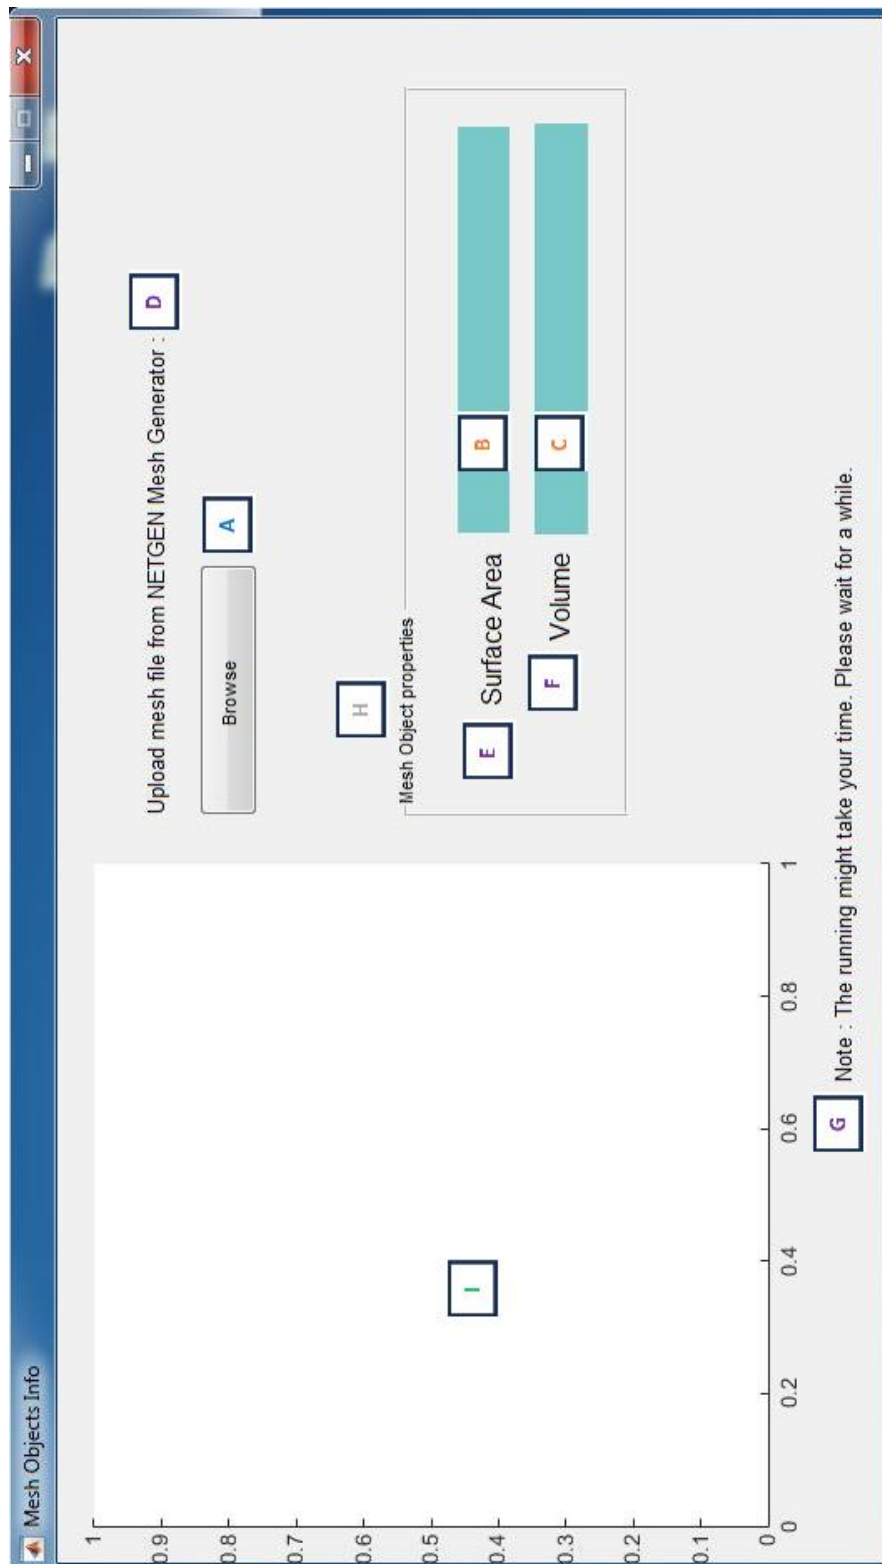 Mesh Objects Info
Upload mesh file from NETGEN Mesh Generator :
D
Browse
A
H
Mesh Object properties
E
Surface Area
B
F
Volume
C
I
1
0.9
0.8
0.7
0.6
0.5
0.4
0.3
0.2
0.1
0
0
0.2
0.4
0.6
0.8
1
G
Note : The running might take your time. Please wait for a while.